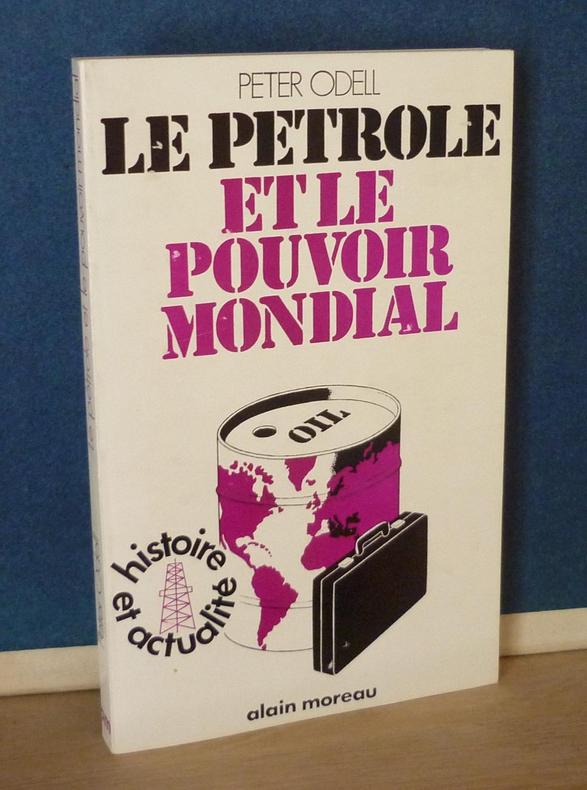 PETER ODELL
LE PETROLE
ET LE
POUVOIR
MONDIAL
OIL
histoire
et actualité
alain moreau